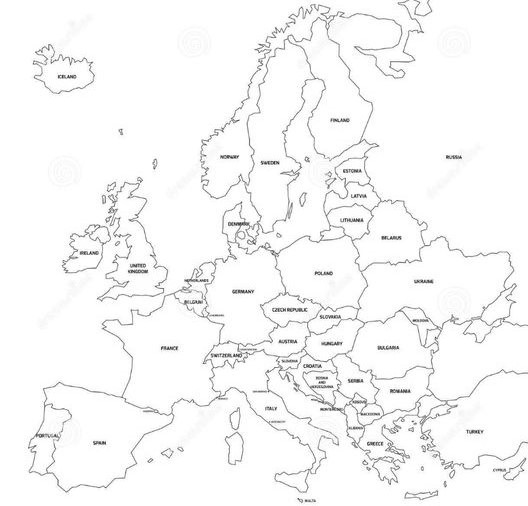 ICELAND
FINLAND
NORWAY
SWEDEN
RUSSIA
ESTONIA
LATVIA
LITHUANIA
DENMARK
BELARUS
IRELAND
UNITED
KINGDOM
NETHERLANDS
POLAND
GERMANY
UKRAINE
BELGIUM
CZECH REPUBLIC
SLOVAKIA
MOLDOVA
AUSTRIA
HUNGARY
FRANCE
BULGARIA
SWITZERLAND
SLOVENIA
CROATIA
BOSNIA
AND
HERZEGOVINA
SERBIA
ROMANIA
KOSOVO
ITALY
MONTENEGRO
MACEDONIA
ALBANIA
PORTUGAL
SPAIN
GREECE
TURKEY
CYPRUS
MALTA